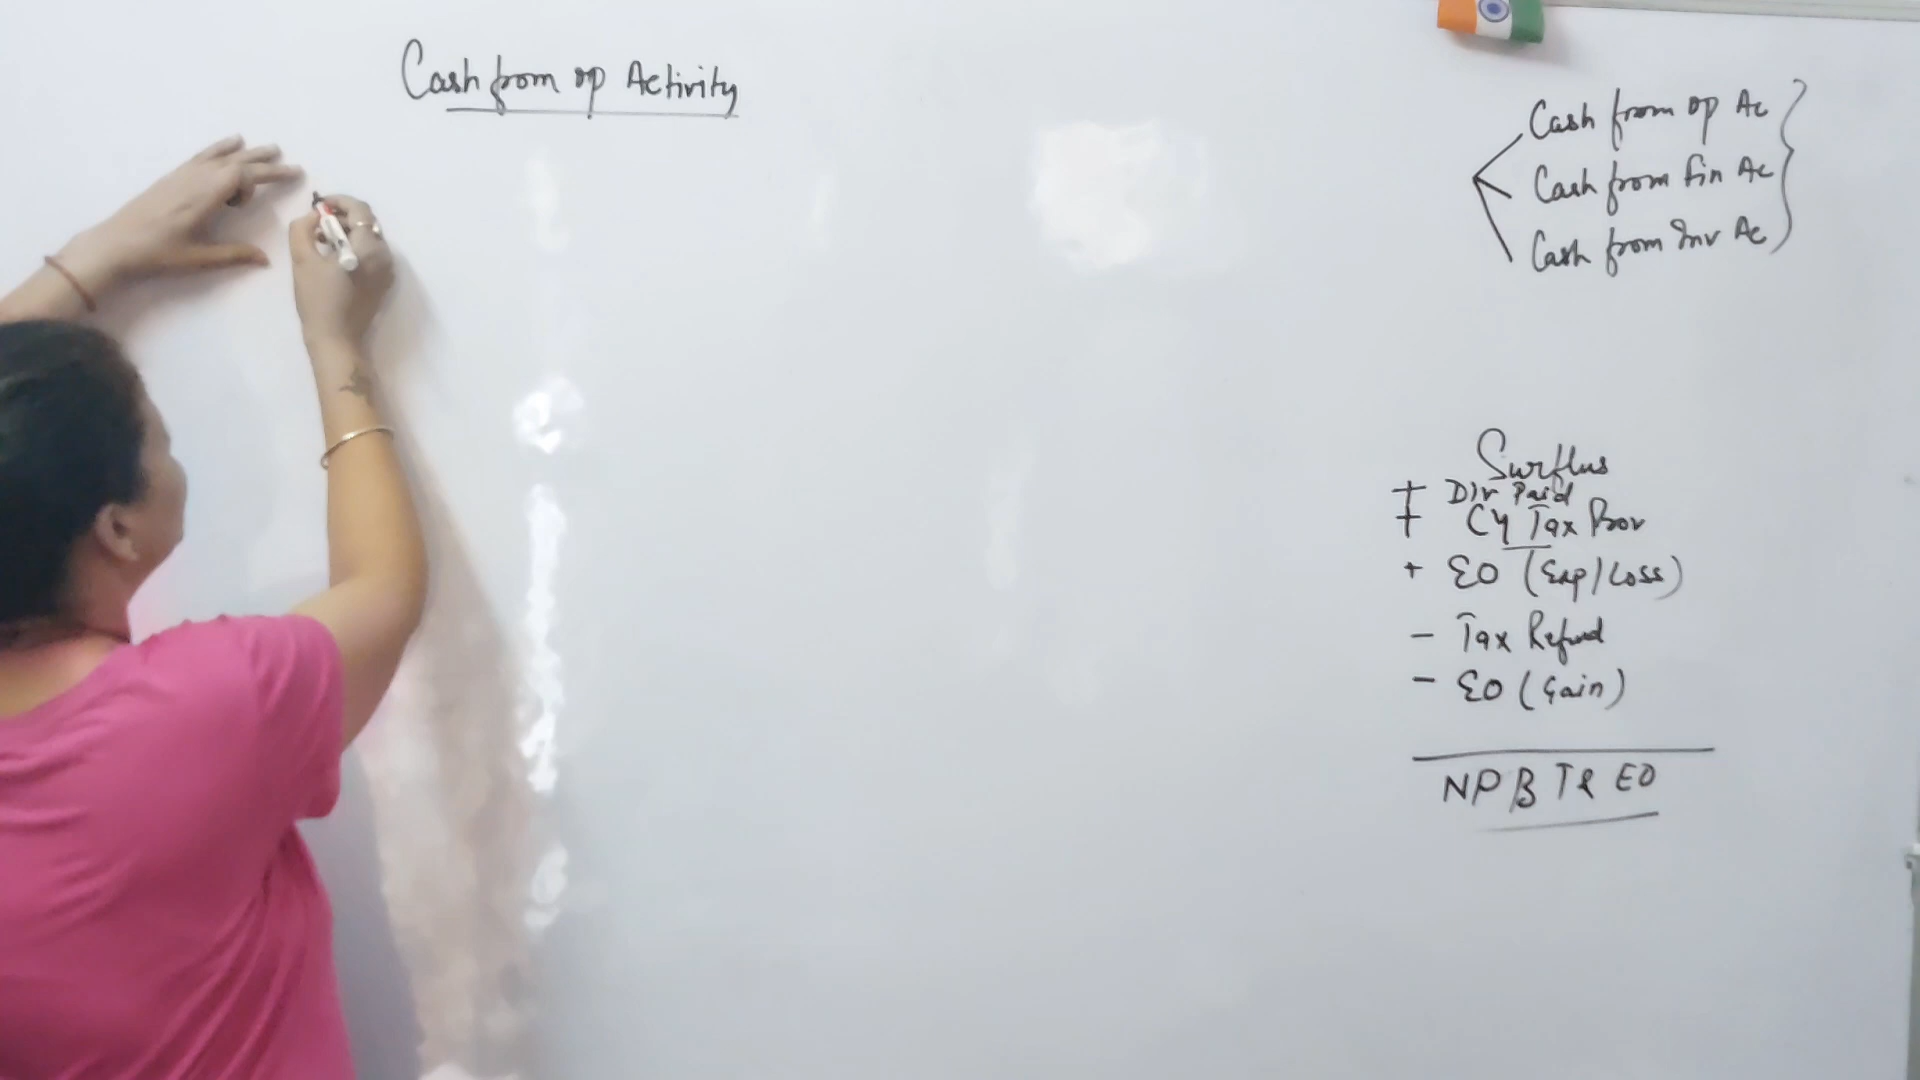 Cash from op Activity
Cash from op Ac
Cash from fin Ac
Cash from Inv Ac
Surplus
+ Div Paid
+ CY Tax Prov
+ EO (Exp/Loss)
- Tax Refund
- EO (Gain)
NPBT & EO